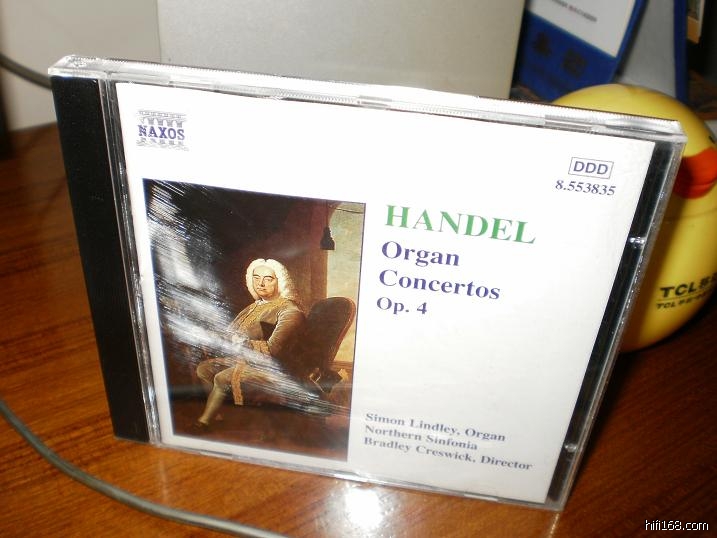 NAXOS
DDD
8.553835
HANDEL
Organ
Concertos
Op. 4
Simon Lindley, Organ
Northern Sinfonia
Bradley Creswick, Director
TCL
TCL
hifi168.com